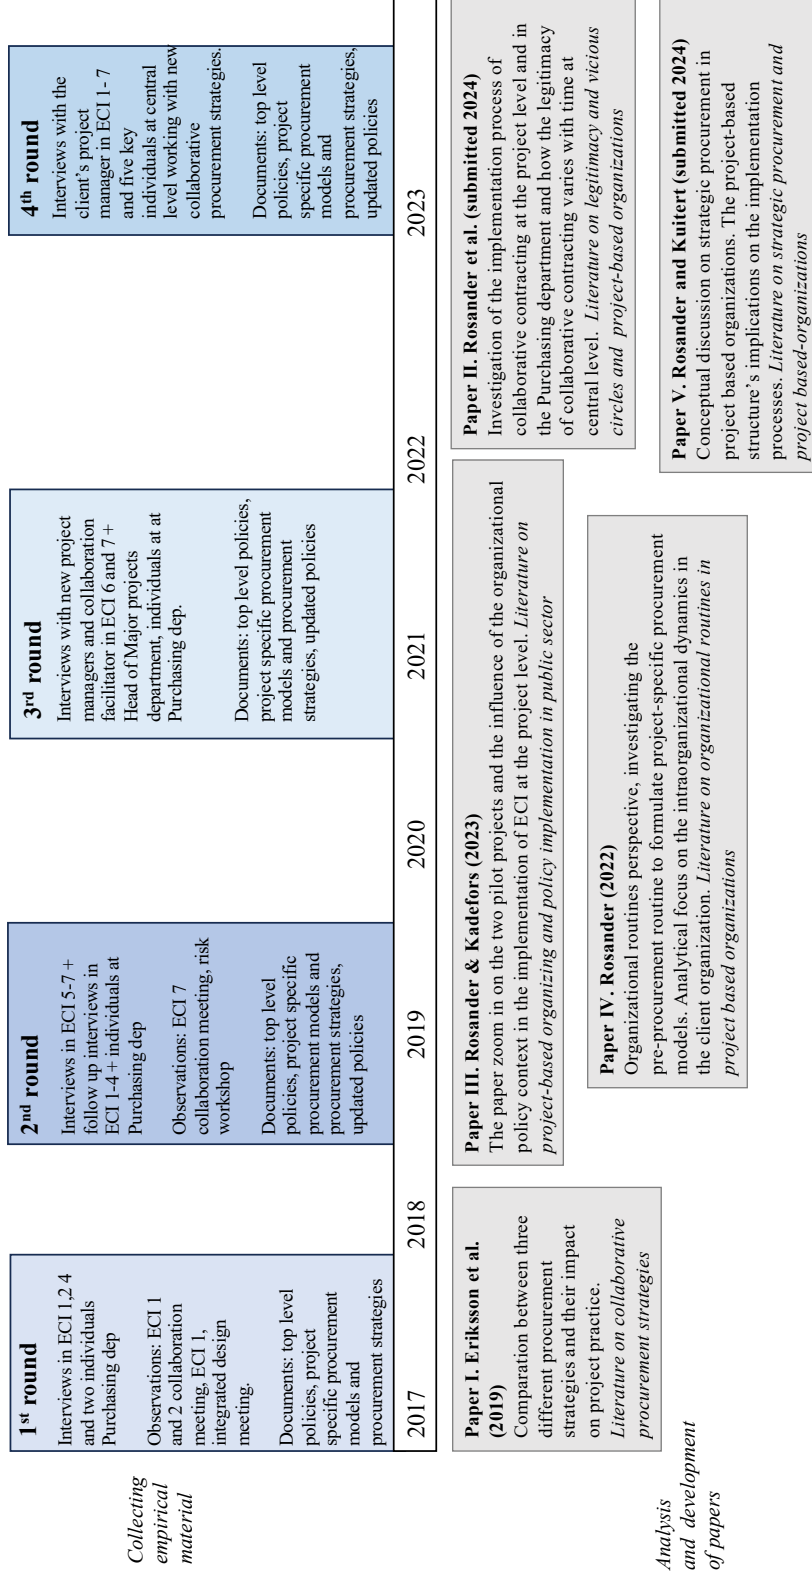 Collecting
empirical
material
1st round
Interviews in ECI 1,2 4
and two individuals
Purchasing dep
Observations: ECI 1
and 2 collaboration
meeting, ECI 1,
integrated design
meeting.
Documents: top level
policies, project
specific procurement
models and
procurement strategies
2nd round
Interviews in ECI 5-7 +
follow up interviews in
ECI 1-4 + individuals at
Purchasing dep
Observations: ECI 7
collaboration meeting, risk
workshop
Documents: top level
policies, project specific
procurement models and
procurement strategies,
updated policies
3rd round
Interviews with new project
managers and collaboration
facilitator in ECI 6 and 7+
Head of Major projects
department, individuals at at
Purchasing dep.
Documents: top level policies,
project specific procurement
models and procurement
strategies, updated policies
4th round
Interviews with the
client's project
manager in ECI 1- 7
and five key
individuals at central
level working with new
collaborative
procurement strategies.
Documents: top level
policies, project
specific procurement
models and
procurement strategies,
updated policies
2017 2018 2019 2020 2021 2022 2023
Analysis
and development
of papers
Paper I. Eriksson et al.
(2019)
Comparation between three
different procurement
strategies and their impact
on project practice.
Literature on collaborative
procurement strategies
Paper III. Rosander & Kadefors (2023)
The paper zoom in on the two pilot projects and the influence of the organizational
policy context in the implementation of ECI at the project level. Literature on
project-based organizing and policy implementation in public sector
Paper IV. Rosander (2022)
Organizational routines perspective, investigating the
pre-procurement routine to formulate project-specific procurement
models. Analytical focus on the intraorganizational dynamics in
the client organization. Literature on organizational routines in
project based organizations
Paper II. Rosander et al. (submitted 2024)
Investigation of the implementation process of
collaborative contracting at the project level and in
the Purchasing department and how the legitimacy
of collaborative contracting varies with time at
central level. Literature on legitimacy and vicious
circles and project-based organizations
Paper V. Rosander and Kuitert (submitted 2024)
Conceptual discussion on strategic procurement in
project based organizations. The project-based
structure's implications on the implementation
processes. Literature on strategic procurement and
project based-organizations